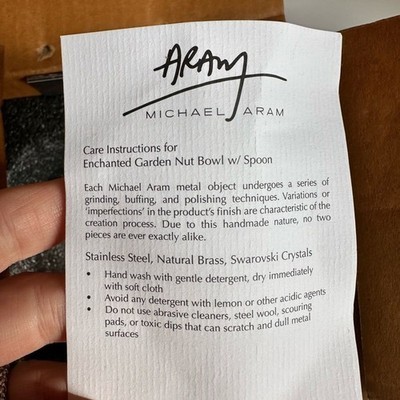 ARAM
MICHAEL ARAM
Care Instructions for
Enchanted Garden Nut Bowl w/ Spoon
Each Michael Aram metal object undergoes a series of
grinding, buffing, and polishing techniques. Variations or
'imperfections' in the product's finish are characteristic of the
creation process. Due to this handmade nature, no two
pieces are ever exactly alike.
Stainless Steel, Natural Brass, Swarovski Crystals
• Hand wash with gentle detergent, dry immediately
with soft cloth
• Avoid any detergent with lemon or other acidic agents
• Do not use abrasive cleaners, steel wool, scouring
pads, or toxic dips that can scratch and dull metal
surfaces